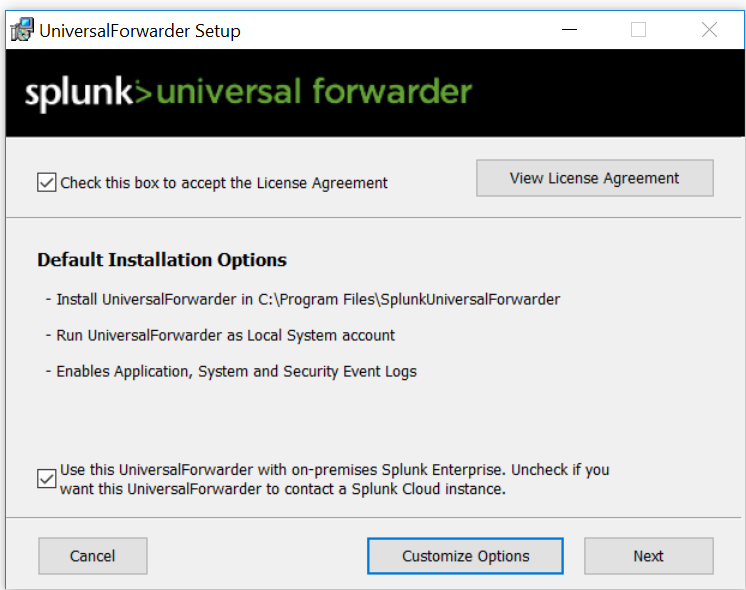 UniversalForwarder Setup
splunk>universal forwarder
Check this box to accept the License Agreement
View License Agreement
Default Installation Options
- Install UniversalForwarder in C:\Program Files\SplunkUniversalForwarder
- Run UniversalForwarder as Local System account
- Enables Application, System and Security Event Logs
Use this UniversalForwarder with on-premises Splunk Enterprise. Uncheck if you
want this UniversalForwarder to contact a Splunk Cloud instance.
Cancel
Customize Options
Next